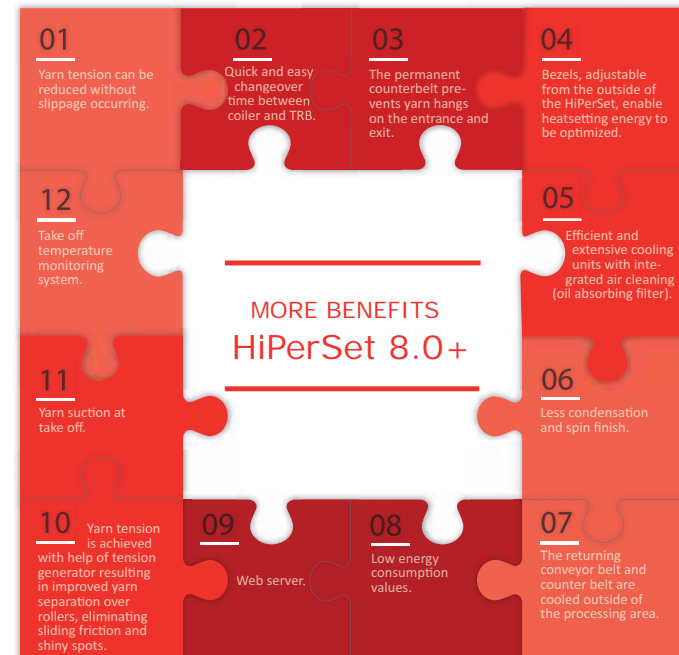 01
Yarn tension can be
reduced without
slippage occurring.
02
Quick and easy
changeover
time between
coiler and TRB.
03
The permanent
counterbelt pre-
vents yarn hangs
on the entrance and
exit.
04
Bezels, adjustable
from the outside of
the HiPerSet, enable
heatsetting energy to
be optimized.
12
Take off
temperature
monitoring
system.
05
Efficient and
extensive cooling
units with inte-
grated air cleaning
(oil absorbing filter).
MORE BENEFITS
HiPerSet 8.0+
11
Yarn suction at
take off.
06
Less condensation
and spin finish.
10
Yarn tension
is achieved
with help of tension
generator resulting
in improved yarn
separation over
rollers, eliminating
sliding friction and
shiny spots.
09
Web server.
08
Low energy
consumption
values.
07
The returning
conveyor belt and
counter belt are
cooled outside of
the processing area.